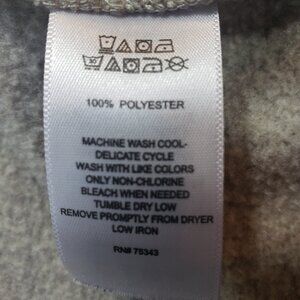 100% POLYESTER
MACHINE WASH COOL-
DELICATE CYCLE
WASH WITH LIKE COLORS
ONLY NON-CHLORINE
BLEACH WHEN NEEDED
TUMBLE DRY LOW
REMOVE PROMPTLY FROM DRYER
LOW IRON
RN# 75343